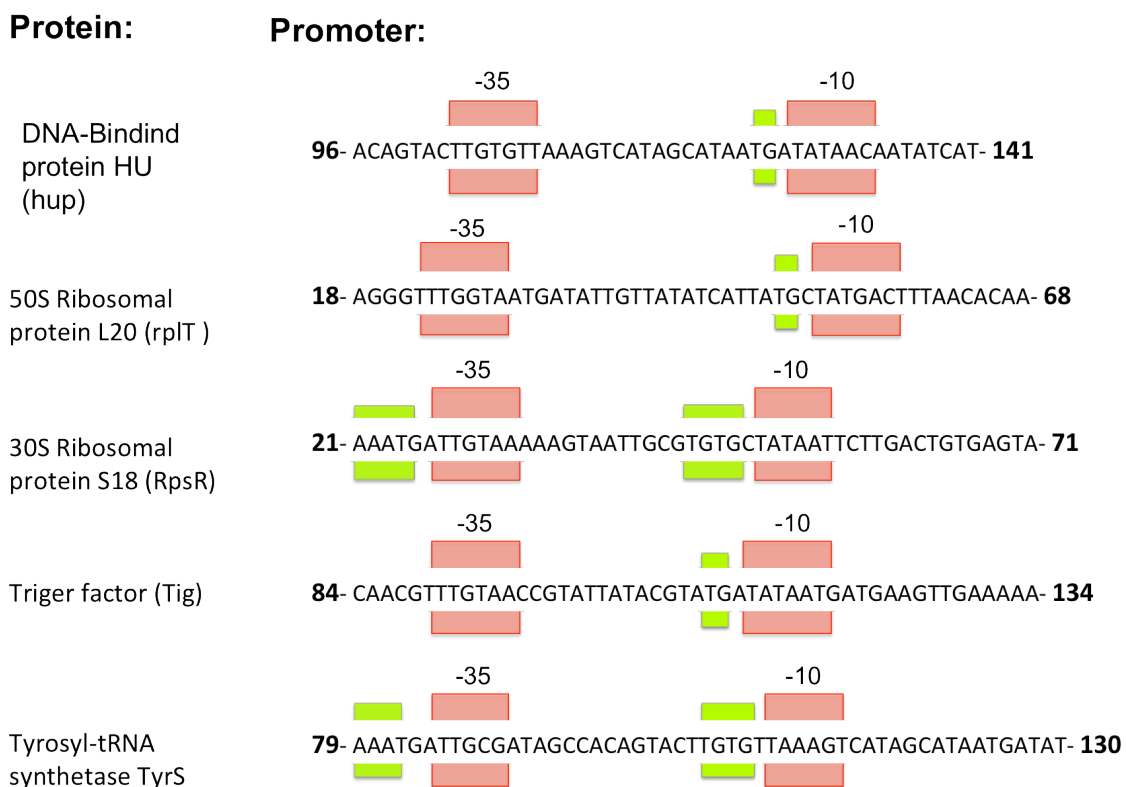 Protein: Promoter:
-35 -10
DNA-Bindind
protein HU
(hup)
96- ACAGTACTTGTGTTAAAGTCATAGCATAATGATATAACAATATCAT- 141
-35 -10
50S Ribosomal
protein L20 (rplT )
18- AGGGTTTGGTAATGATATTGTTATATCATTATGCTATGACTTTAACACAA- 68
-35 -10
30S Ribosomal
protein S18 (RpsR)
21- AAATGATTGTAAAAAGTAATTGCGTGTGCTATAATTCTTGACTGTGAGTA- 71
-35 -10
Triger factor (Tig)
84- CAACGTTTGTAACCGTATTATACGTATGATATAATGATGAAGTTGAAAAA- 134
-35 -10
Tyrosyl-tRNA
synthetase TyrS
79- AAATGATTGCGATAGCCACAGTACTTGTGTTAAAGTCATAGCATAATGATAT- 130